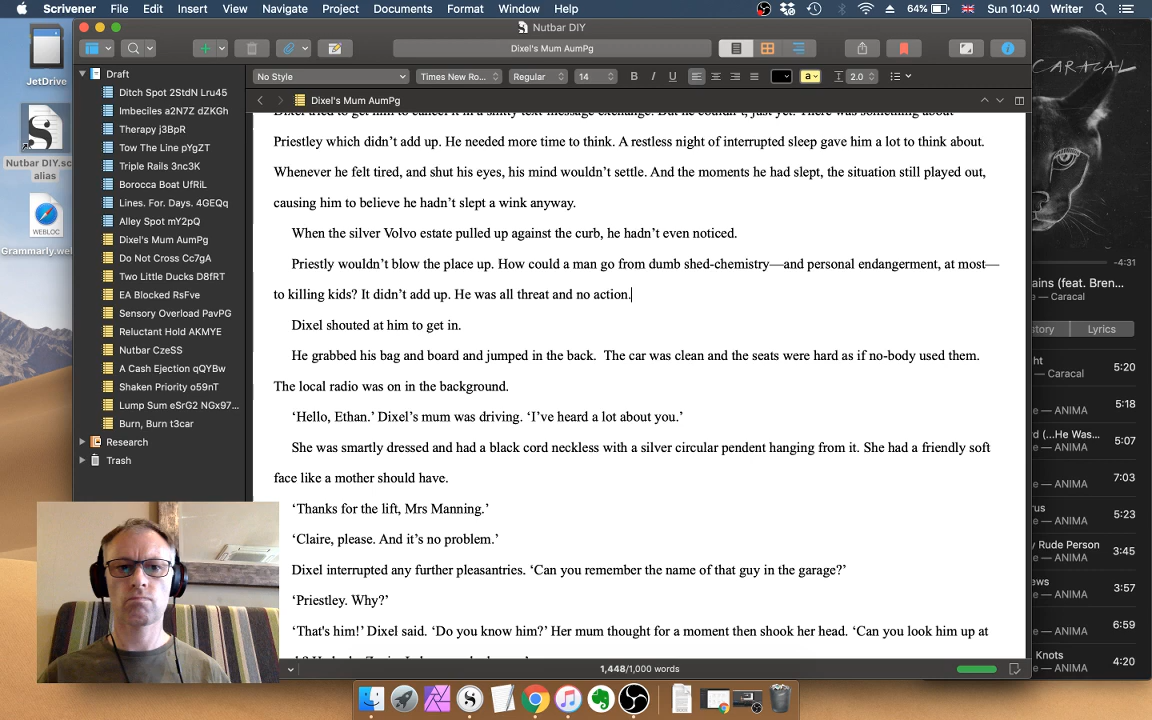 Scrivener File Edit Insert View Navigate Project Documents Format Window Help 64% Sun 10:40 Writer
Nutbar DIY
Dixel's Mum AumPg
No Style Times New Ro... Regular 14 B I U a 2.0
Dixel's Mum AumPg
JetDrive
Nutbar DIY.sc
alias
WEBLOC
Grammarly.we
Draft
Ditch Spot 2StdN Lru45
Imbeciles a2N7Z dZKGh
Therapy j3BpR
Tow The Line pYgZT
Triple Rails 3nc3K
Borocca Boat UfRiL
Lines. For. Days. 4GEQq
Alley Spot mY2pQ
Dixel's Mum AumPg
Do Not Cross Cc7gA
Two Little Ducks D8fRT
EA Blocked RsFve
Sensory Overload PavPG
Reluctant Hold AKMYE
Nutbar CzeSS
A Cash Ejection qQYBw
Shaken Priority o59nT
Lump Sum eSrG2 NGx97...
Burn, Burn t3car
Research
Trash
Priestley which didn’t add up. He needed more time to think. A restless night of interrupted sleep gave him a lot to think about.
Whenever he felt tired, and shut his eyes, his mind wouldn’t settle. And the moments he had slept, the situation still played out,
causing him to believe he hadn’t slept a wink anyway.
When the silver Volvo estate pulled up against the curb, he hadn’t even noticed.
Priestly wouldn’t blow the place up. How could a man go from dumb shed-chemistry—and personal endangerment, at most—
to killing kids? It didn’t add up. He was all threat and no action.
Dixel shouted at him to get in.
He grabbed his bag and board and jumped in the back.  The car was clean and the seats were hard as if no-body used them.
The local radio was on in the background.
‘Hello, Ethan.’ Dixel’s mum was driving. ‘I’ve heard a lot about you.’
She was smartly dressed and had a black cord neckless with a silver circular pendent hanging from it. She had a friendly soft
face like a mother should have.
‘Thanks for the lift, Mrs Manning.’
‘Claire, please. And it’s no problem.’
Dixel interrupted any further pleasantries. ‘Can you remember the name of that guy in the garage?’
‘Priestley. Why?’
‘That's him!’ Dixel said. ‘Do you know him?’ Her mum thought for a moment then shook her head. ‘Can you look him up at
1,448/1,000 words
CARACAL
-4:31
ains (feat. Bren...
Caracal
story Lyrics
ht 5:20
— Caracal
5:18
— ANIMA
d (...He Was... 5:07
— ANIMA
7:03
— ANIMA
rus 5:23
— ANIMA
y Rude Person 3:45
— ANIMA
ews 3:57
— ANIMA
6:59
— ANIMA
Knots 4:20
— ANIMA